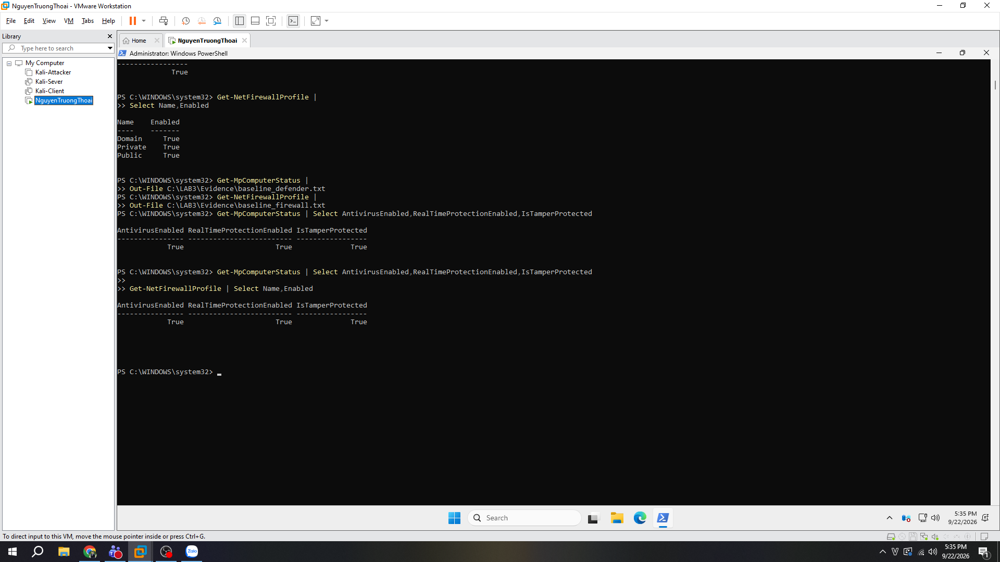 NguyenTruongThoai - VMware Workstation
File Edit View VM Tabs Help
Library
Type here to search
My Computer
Kali-Attacker
Kali-Sever
Kali-Client
NguyenTruongThoai
Home
NguyenTruongThoai
Administrator: Windows PowerShell
-----------------
True
PS C:\WINDOWS\system32> Get-NetFirewallProfile |
>> Select Name,Enabled
Name    Enabled
----    -------
Domain     True
Private    True
Public     True
PS C:\WINDOWS\system32> Get-MpComputerStatus |
>> Out-File C:\LAB3\Evidence\baseline_defender.txt
PS C:\WINDOWS\system32> Get-NetFirewallProfile |
>> Out-File C:\LAB3\Evidence\baseline_firewall.txt
PS C:\WINDOWS\system32> Get-MpComputerStatus | Select AntivirusEnabled,RealTimeProtectionEnabled,IsTamperProtected
AntivirusEnabled RealTimeProtectionEnabled IsTamperProtected
---------------- ------------------------- -----------------
True                      True              True
PS C:\WINDOWS\system32> Get-MpComputerStatus | Select AntivirusEnabled,RealTimeProtectionEnabled,IsTamperProtected
>>
>> Get-NetFirewallProfile | Select Name,Enabled
AntivirusEnabled RealTimeProtectionEnabled IsTamperProtected
---------------- ------------------------- -----------------
True                      True              True
PS C:\WINDOWS\system32>
Search
5:35 PM
9/22/2026
To direct input to this VM, move the mouse pointer inside or press Ctrl+G.
Zalo
5:35 PM
9/22/2026
1